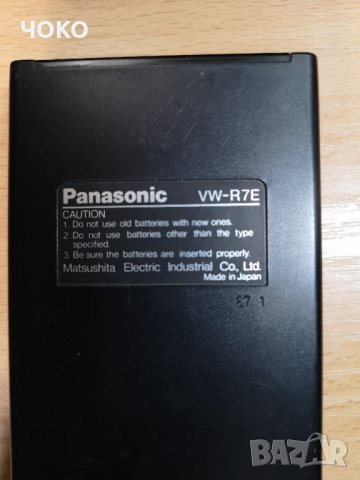 ЧОКО
Panasonic VW-R7E
CAUTION
1. Do not use old batteries with new ones.
2. Do not use batteries other than the type
specified.
3. Be sure the batteries are inserted properly.
Matsushita Electric Industrial Co., Ltd.
Made in Japan
87 1
BAZAR